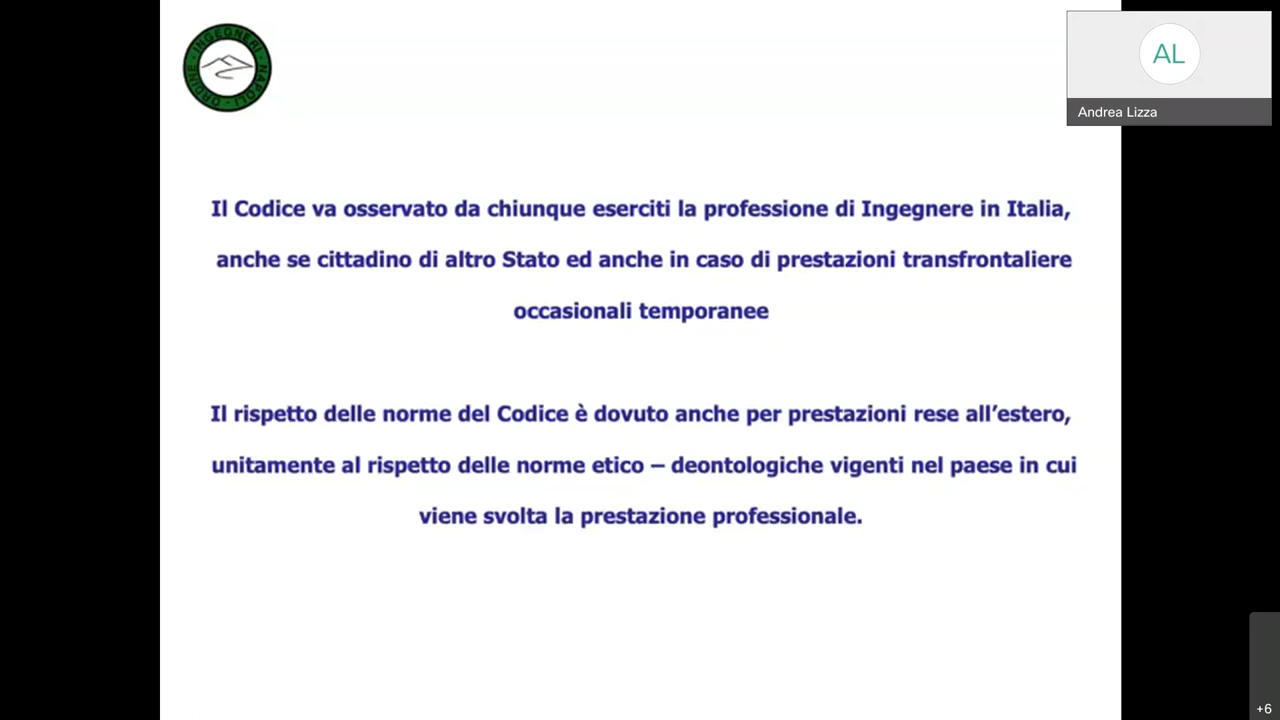 ORDINE · INGEGNERI · NAPOLI ·
AL
Andrea Lizza
Il Codice va osservato da chiunque eserciti la professione di Ingegnere in Italia,
anche se cittadino di altro Stato ed anche in caso di prestazioni transfrontaliere
occasionali temporanee
Il rispetto delle norme del Codice è dovuto anche per prestazioni rese all’estero,
unitamente al rispetto delle norme etico – deontologiche vigenti nel paese in cui
viene svolta la prestazione professionale.
+6